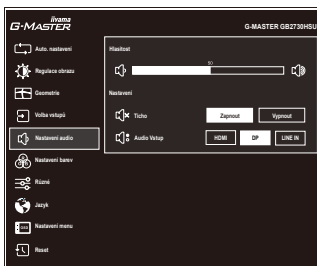 iiyama
G-MASTER
G-MASTER GB2730HSU
Auto. nastavení
Regulace obrazu
Geometrie
Volba vstupů
Nastavení audio
Nastavení barev
Různé
Jazyk
Nastavení menu
Reset
Hlasitost
50
Nastavení
Ticho
Zapnout
Vypnout
Audio Vstup
HDMI
DP
LINE IN
OSD